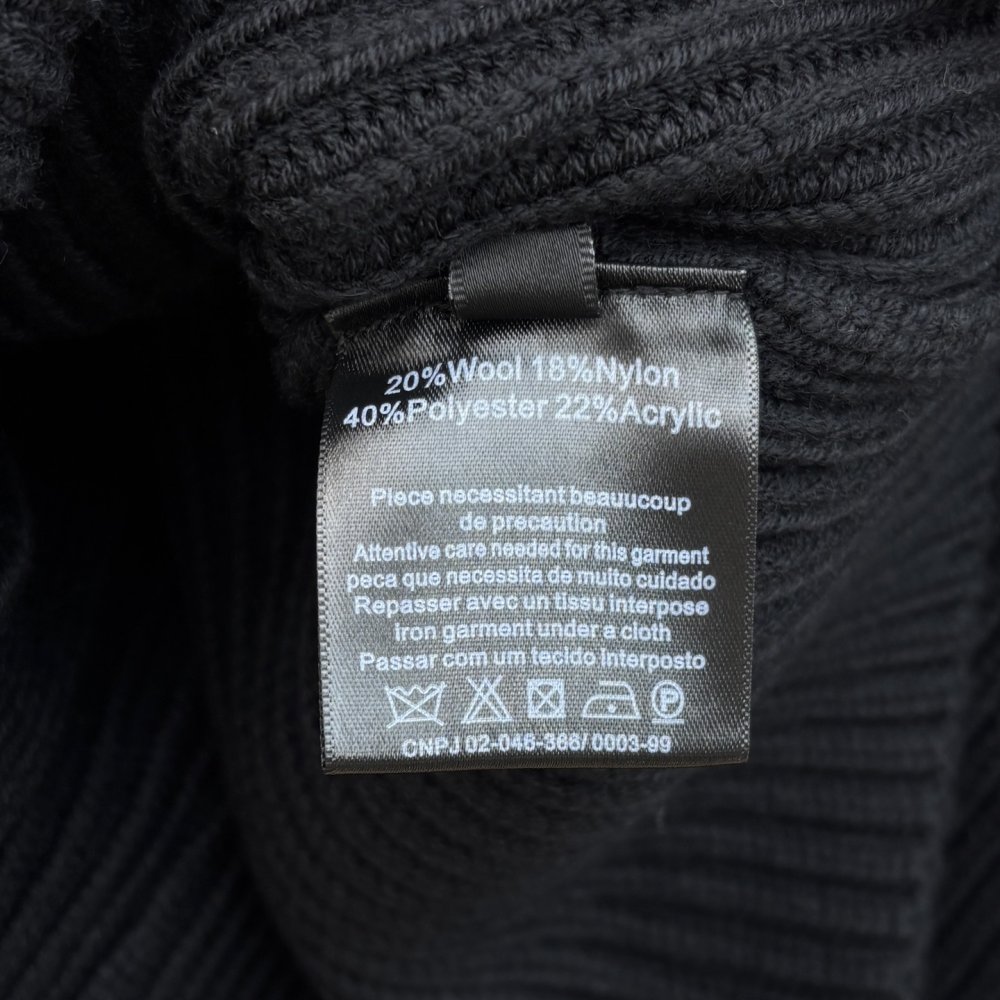 20%Wool 18%Nylon
40%Polyester 22%Acrylic
Piece necessitant beauucoup
de precaution
Attentive care needed for this garment
peca que necessita de muito cuidado
Repasser avec un tissu interpose
iron garment under a cloth
Passar com um tecido interposto
P
CNPJ 02-046-368/0003-99